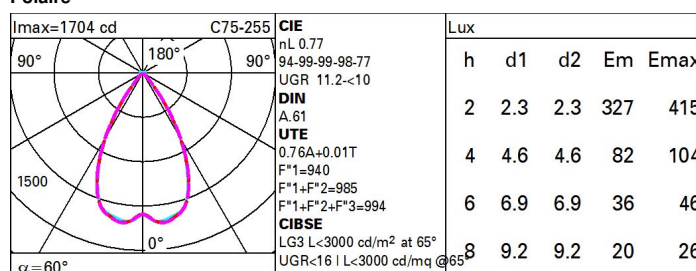 Imax=1704 cd C75-255
90° 180° 90°
1500
0°
α=60°
CIE
nL 0.77
94-99-99-98-77
UGR 11.2-<10
DIN
A.61
UTE
0.76A+0.01T
F"1=940
F"1+F"2=985
F"1+F"2+F"3=994
CIBSE
LG3 L<3000 cd/m² at 65°
UGR<16 | L<3000 cd/mq @65°
Lux
h d1 d2 Em Emax
2 2.3 2.3 327 415
4 4.6 4.6 82 104
6 6.9 6.9 36 46
8 9.2 9.2 20 26